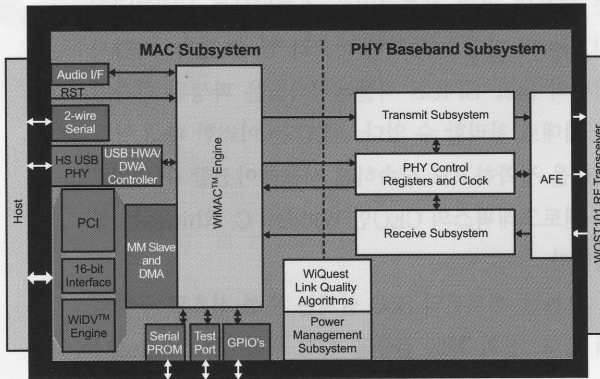 MAC Subsystem
PHY Baseband Subsystem
Host
Audio I/F
RST
2-wire
Serial
HS USB
PHY
USB HWA/
DWA
Controller
PCI
16-bit
Interface
WiDV™
Engine
MM Slave
and
DMA
WiMAC™ Engine
Serial
PROM
Test
Port
GPIO's
Transmit Subsystem
PHY Control
Registers and Clock
Receive Subsystem
WiQuest
Link Quality
Algorithms
Power
Management
Subsystem
AFE
WQST101 RF Transceiver